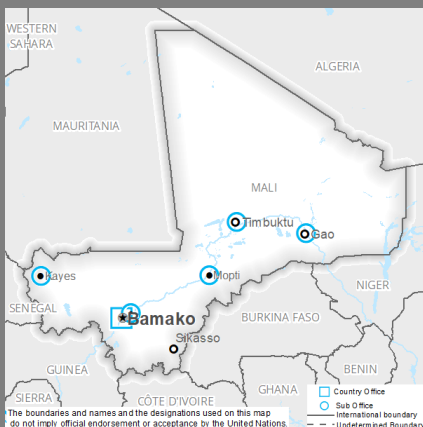 WESTERN
SAHARA
ALGERIA
MAURITANIA
MALI
Timbuktu
Gao
Kayes
Mopti
NIGER
SENEGAL
Bamako
BURKINA FASO
Sikasso
GUINEA
BENIN
GHANA
SIERRA
CÔTE D'IVOIRE
Country Office
Sub Office
International boundary
Undetermined Boundary
The boundaries and names and the designations used on this map
do not imply official endorsement or acceptance by the United Nations.